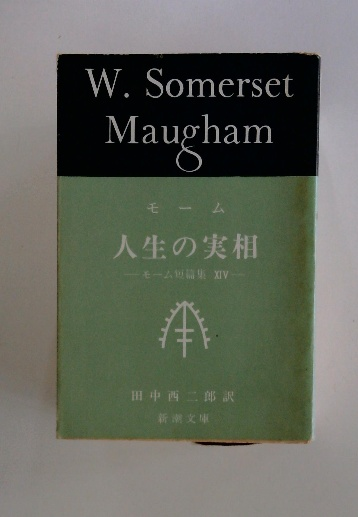 W. Somerset
Maugham
モーム
人生の実相
—モーム短篇集 XIV—
田中西二郎訳
新潮文庫